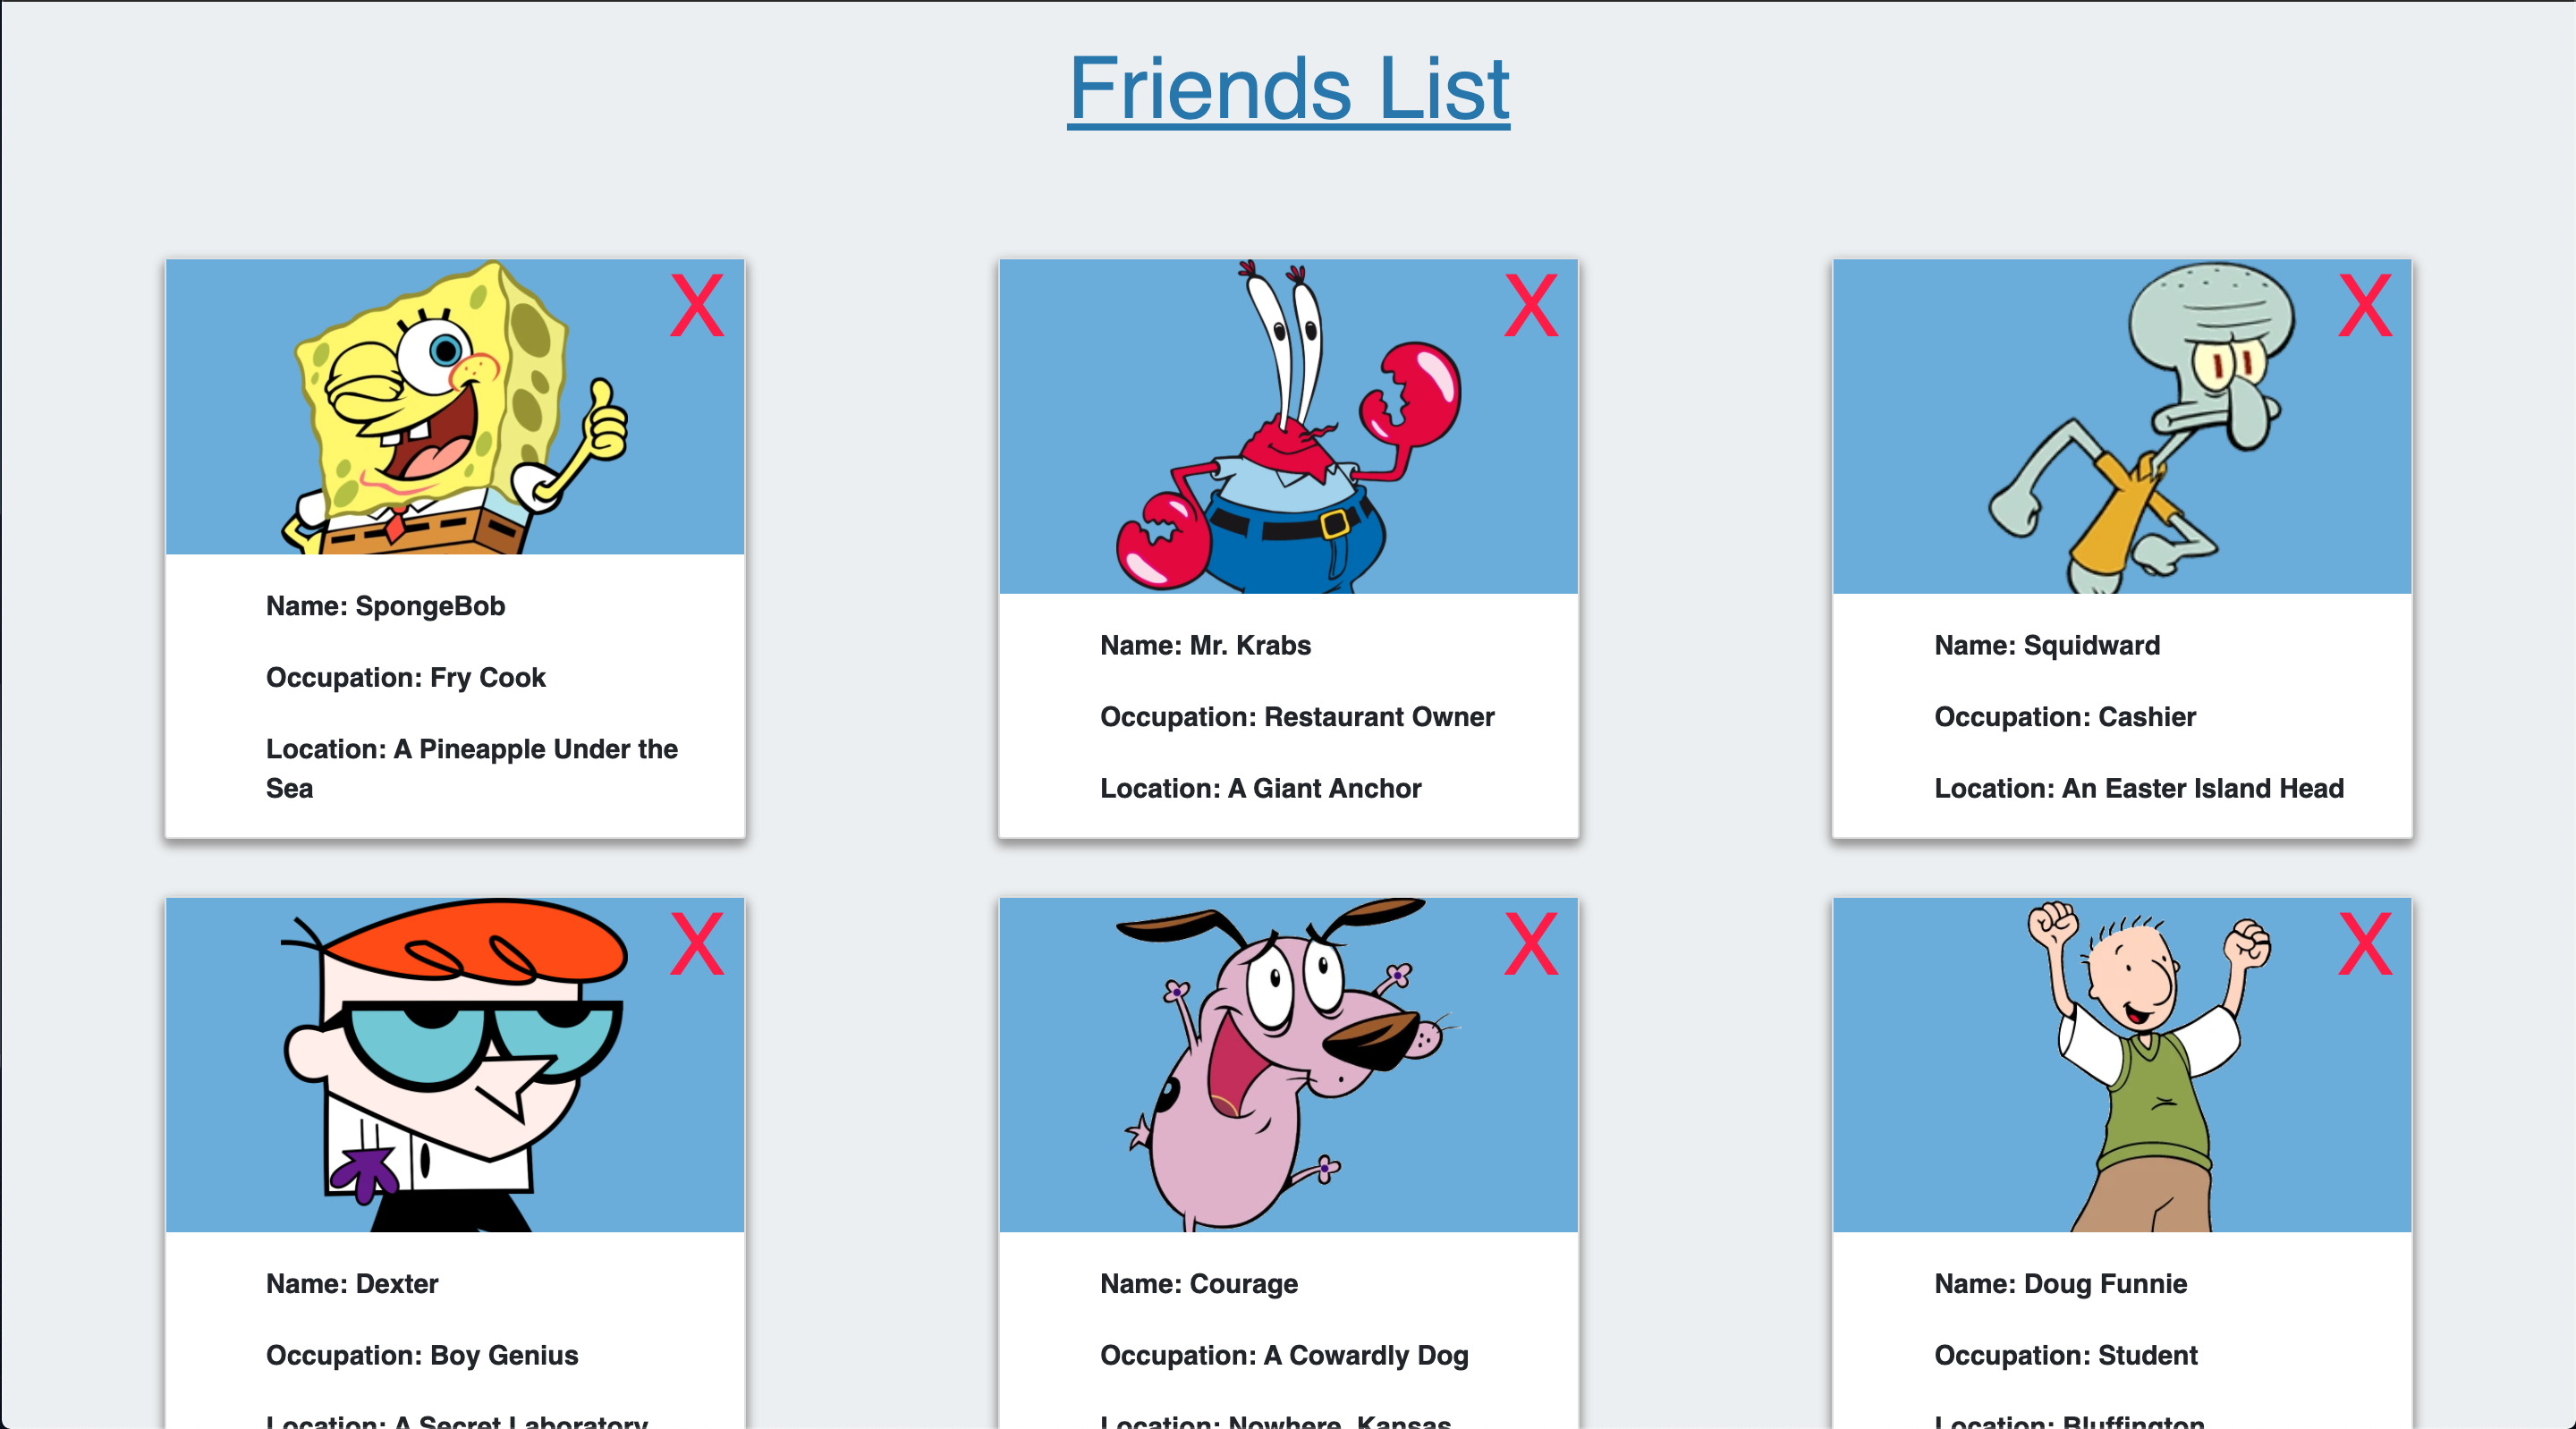 Friends List
X
X
X
Name: SpongeBob
Occupation: Fry Cook
Location: A Pineapple Under the
Sea
Name: Mr. Krabs
Occupation: Restaurant Owner
Location: A Giant Anchor
Name: Squidward
Occupation: Cashier
Location: An Easter Island Head
X
X
X
Name: Dexter
Occupation: Boy Genius
Location: A Secret Laboratory
Name: Courage
Occupation: A Cowardly Dog
Location: Nowhere, Kansas
Name: Doug Funnie
Occupation: Student
Location: Bluffington